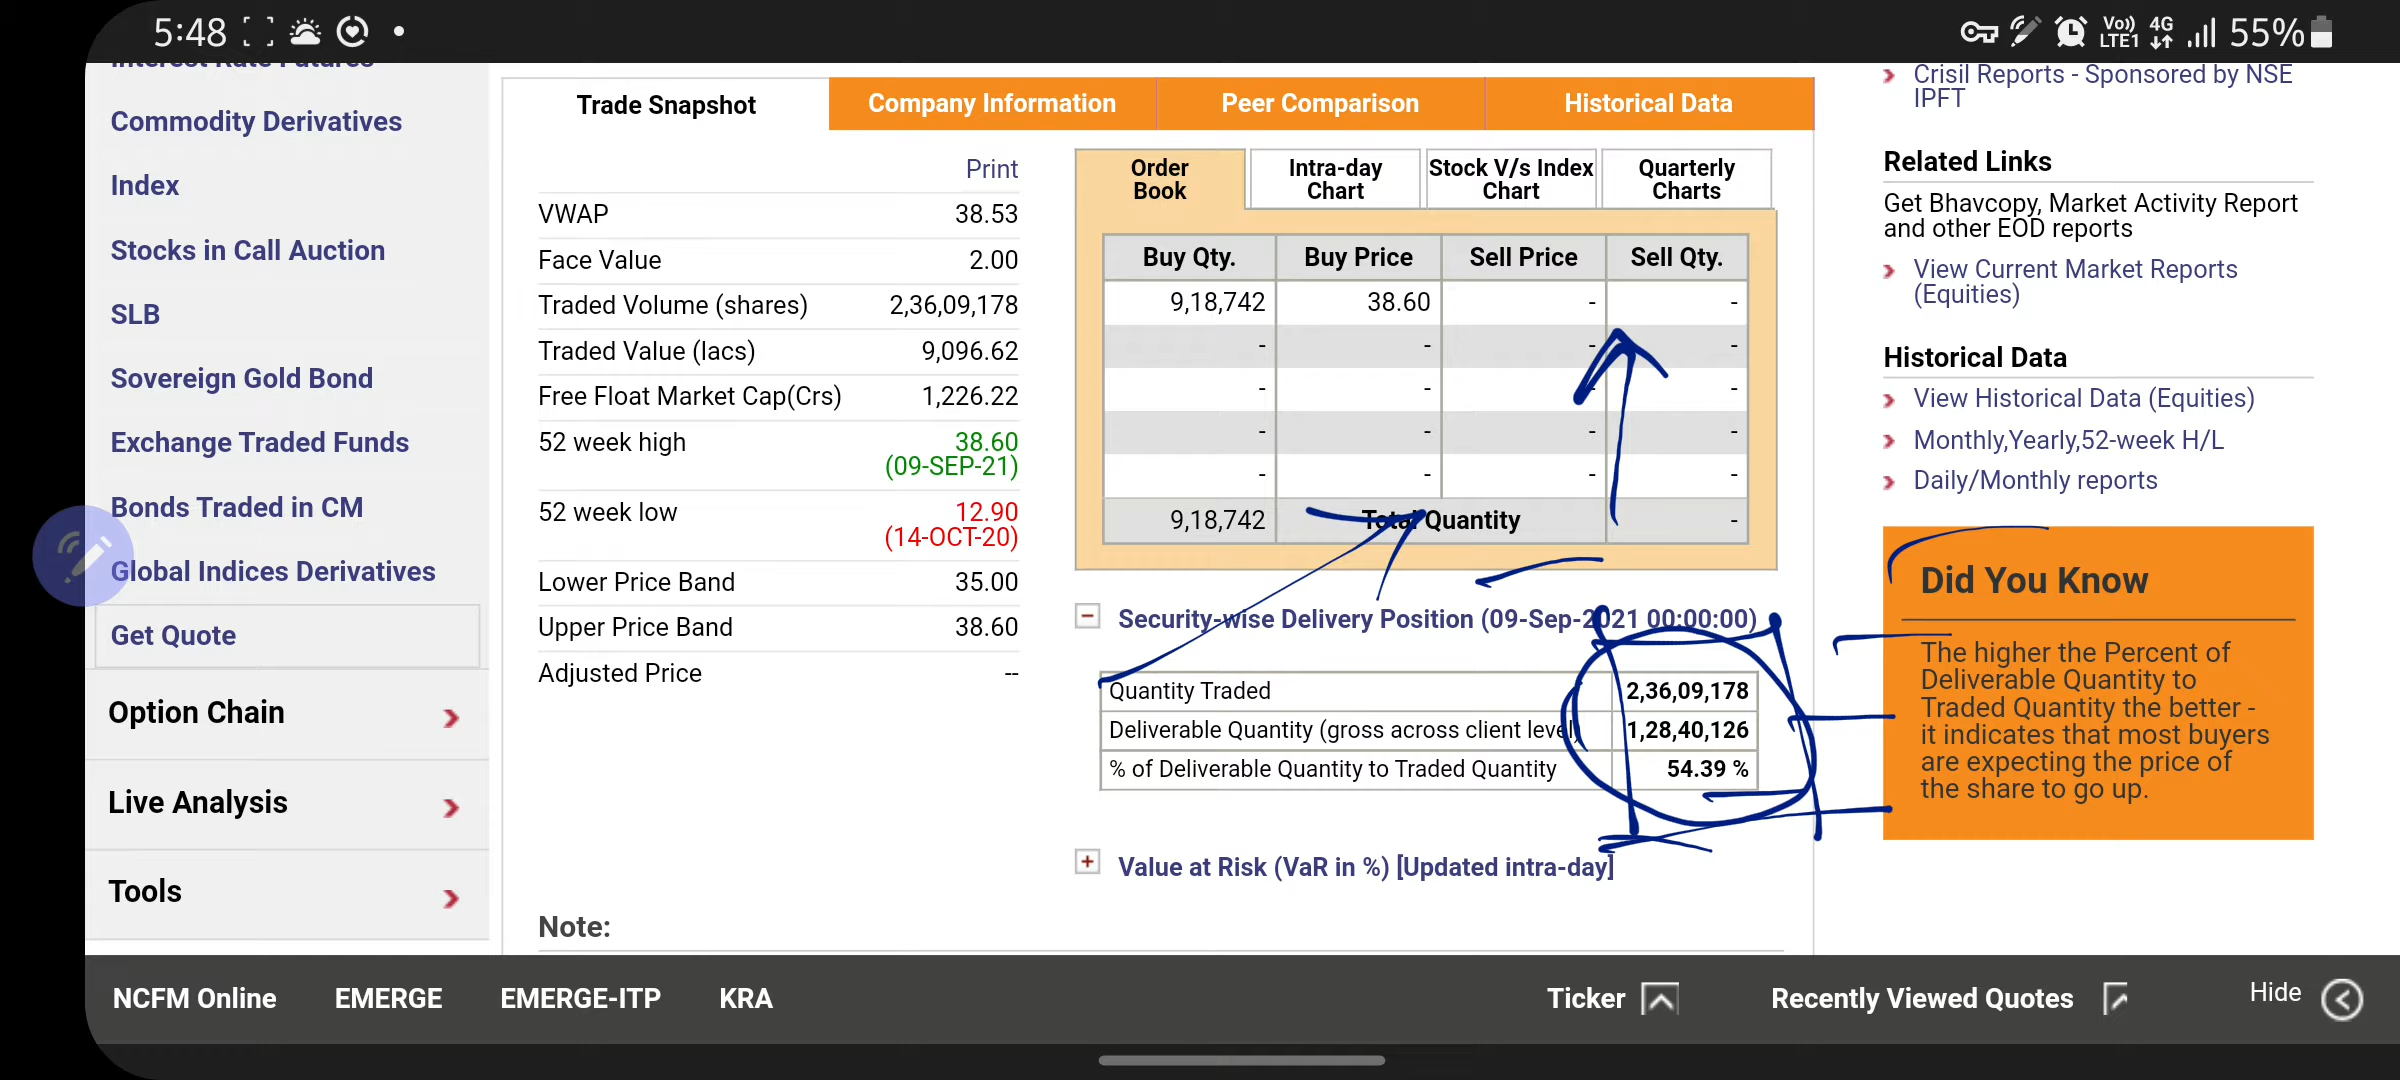 5:48
Vo)) LTE1 4G 55%
Interest Rate Futures
Commodity Derivatives
Index
Stocks in Call Auction
SLB
Sovereign Gold Bond
Exchange Traded Funds
Bonds Traded in CM
Global Indices Derivatives
Get Quote
Option Chain
Live Analysis
Tools
Trade Snapshot
Company Information
Peer Comparison
Historical Data
Print
VWAP 38.53
Face Value 2.00
Traded Volume (shares) 2,36,09,178
Traded Value (lacs) 9,096.62
Free Float Market Cap(Crs) 1,226.22
52 week high 38.60
(09-SEP-21)
52 week low 12.90
(14-OCT-20)
Lower Price Band 35.00
Upper Price Band 38.60
Adjusted Price --
Order
Book
Intra-day
Chart
Stock V/s Index
Chart
Quarterly
Charts
Buy Qty. Buy Price Sell Price Sell Qty.
9,18,742 38.60 - -
- - - -
- - - -
- - - -
- - - -
9,18,742 Total Quantity -
Security-wise Delivery Position (09-Sep-2021 00:00:00)
Quantity Traded 2,36,09,178
Deliverable Quantity (gross across client level) 1,28,40,126
% of Deliverable Quantity to Traded Quantity 54.39 %
Value at Risk (VaR in %) [Updated intra-day]
Note:
Crisil Reports - Sponsored by NSE
IPFT
Related Links
Get Bhavcopy, Market Activity Report
and other EOD reports
View Current Market Reports
(Equities)
Historical Data
View Historical Data (Equities)
Monthly,Yearly,52-week H/L
Daily/Monthly reports
Did You Know
The higher the Percent of
Deliverable Quantity to
Traded Quantity the better -
it indicates that most buyers
are expecting the price of
the share to go up.
NCFM Online EMERGE EMERGE-ITP KRA Ticker Recently Viewed Quotes Hide